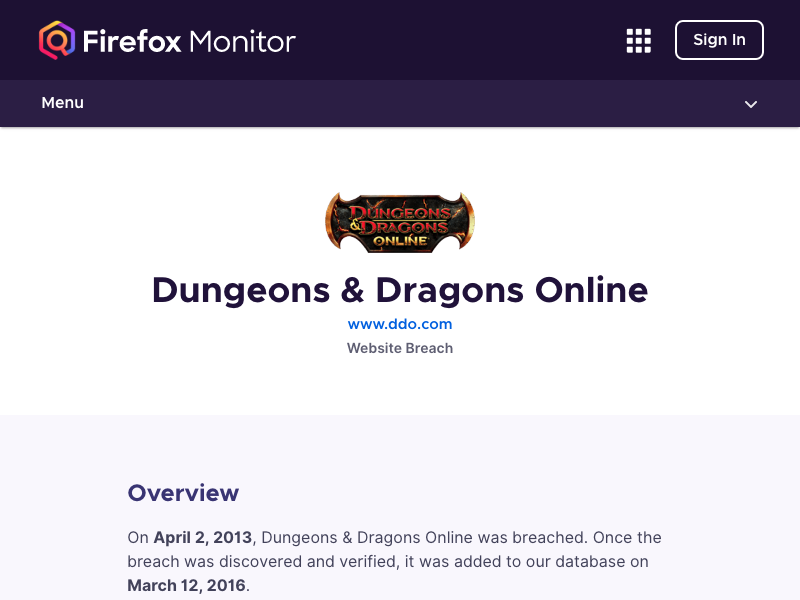 Firefox Monitor
Sign In
Menu
DUNGEONS
& DRAGONS
ONLINE
Dungeons & Dragons Online
www.ddo.com
Website Breach
Overview
On April 2, 2013, Dungeons & Dragons Online was breached. Once the
breach was discovered and verified, it was added to our database on
March 12, 2016.